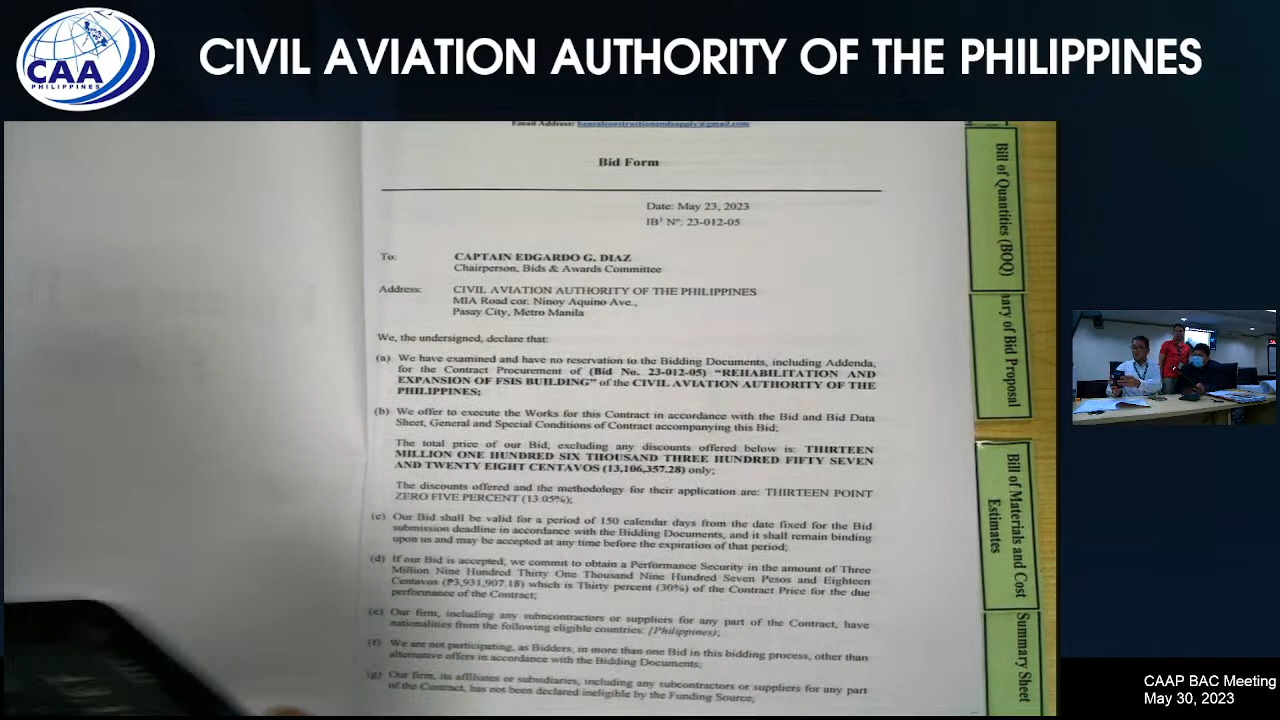 CAA
PHILIPPINES
CIVIL AVIATION AUTHORITY OF THE PHILIPPINES
Email Address: bancalconstructionandsupply@gmail.com
Bid Form
Date: May 23, 2023
IB¹ Nº: 23-012-05
To: CAPTAIN EDGARDO G. DIAZ
Chairperson, Bids & Awards Committee
Address: CIVIL AVIATION AUTHORITY OF THE PHILIPPINES
MIA Road cor. Ninoy Aquino Ave.,
Pasay City, Metro Manila
We, the undersigned, declare that:
(a) We have examined and have no reservation to the Bidding Documents, including Addenda,
for the Contract Procurement of (Bid No. 23-012-05) “REHABILITATION AND
EXPANSION OF FSIS BUILDING” of the CIVIL AVIATION AUTHORITY OF THE
PHILIPPINES;
(b) We offer to execute the Works for this Contract in accordance with the Bid and Bid Data
Sheet, General and Special Conditions of Contract accompanying this Bid;
The total price of our Bid, excluding any discounts offered below is: THIRTEEN
MILLION ONE HUNDRED SIX THOUSAND THREE HUNDRED FIFTY SEVEN
AND TWENTY EIGHT CENTAVOS (13,106,357.28) only;
The discounts offered and the methodology for their application are: THIRTEEN POINT
ZERO FIVE PERCENT (13.05%);
(c) Our Bid shall be valid for a period of 150 calendar days from the date fixed for the Bid
submission deadline in accordance with the Bidding Documents, and it shall remain binding
upon us and may be accepted at any time before the expiration of that period;
(d) If our Bid is accepted, we commit to obtain a Performance Security in the amount of Three
Million Nine Hundred Thirty One Thousand Nine Hundred Seven Pesos and Eighteen
Centavos (₱3,931,907.18) which is Thirty percent (30%) of the Contract Price for the due
performance of the Contract;
(e) Our firm, including any subcontractors or suppliers for any part of the Contract, have
nationalities from the following eligible countries: [Philippines];
(f) We are not participating, as Bidders, in more than one Bid in this bidding process, other than
alternative offers in accordance with the Bidding Documents;
(g) Our firm, its affiliates or subsidiaries, including any subcontractors or suppliers for any part
of the Contract, has not been declared ineligible by the Funding Source;
Bill of Quantities (BOQ)
ary of Bid Proposal
Bill of Materials and Cost
Estimates
Summary Sheet
CAAP BAC Meeting
May 30, 2023